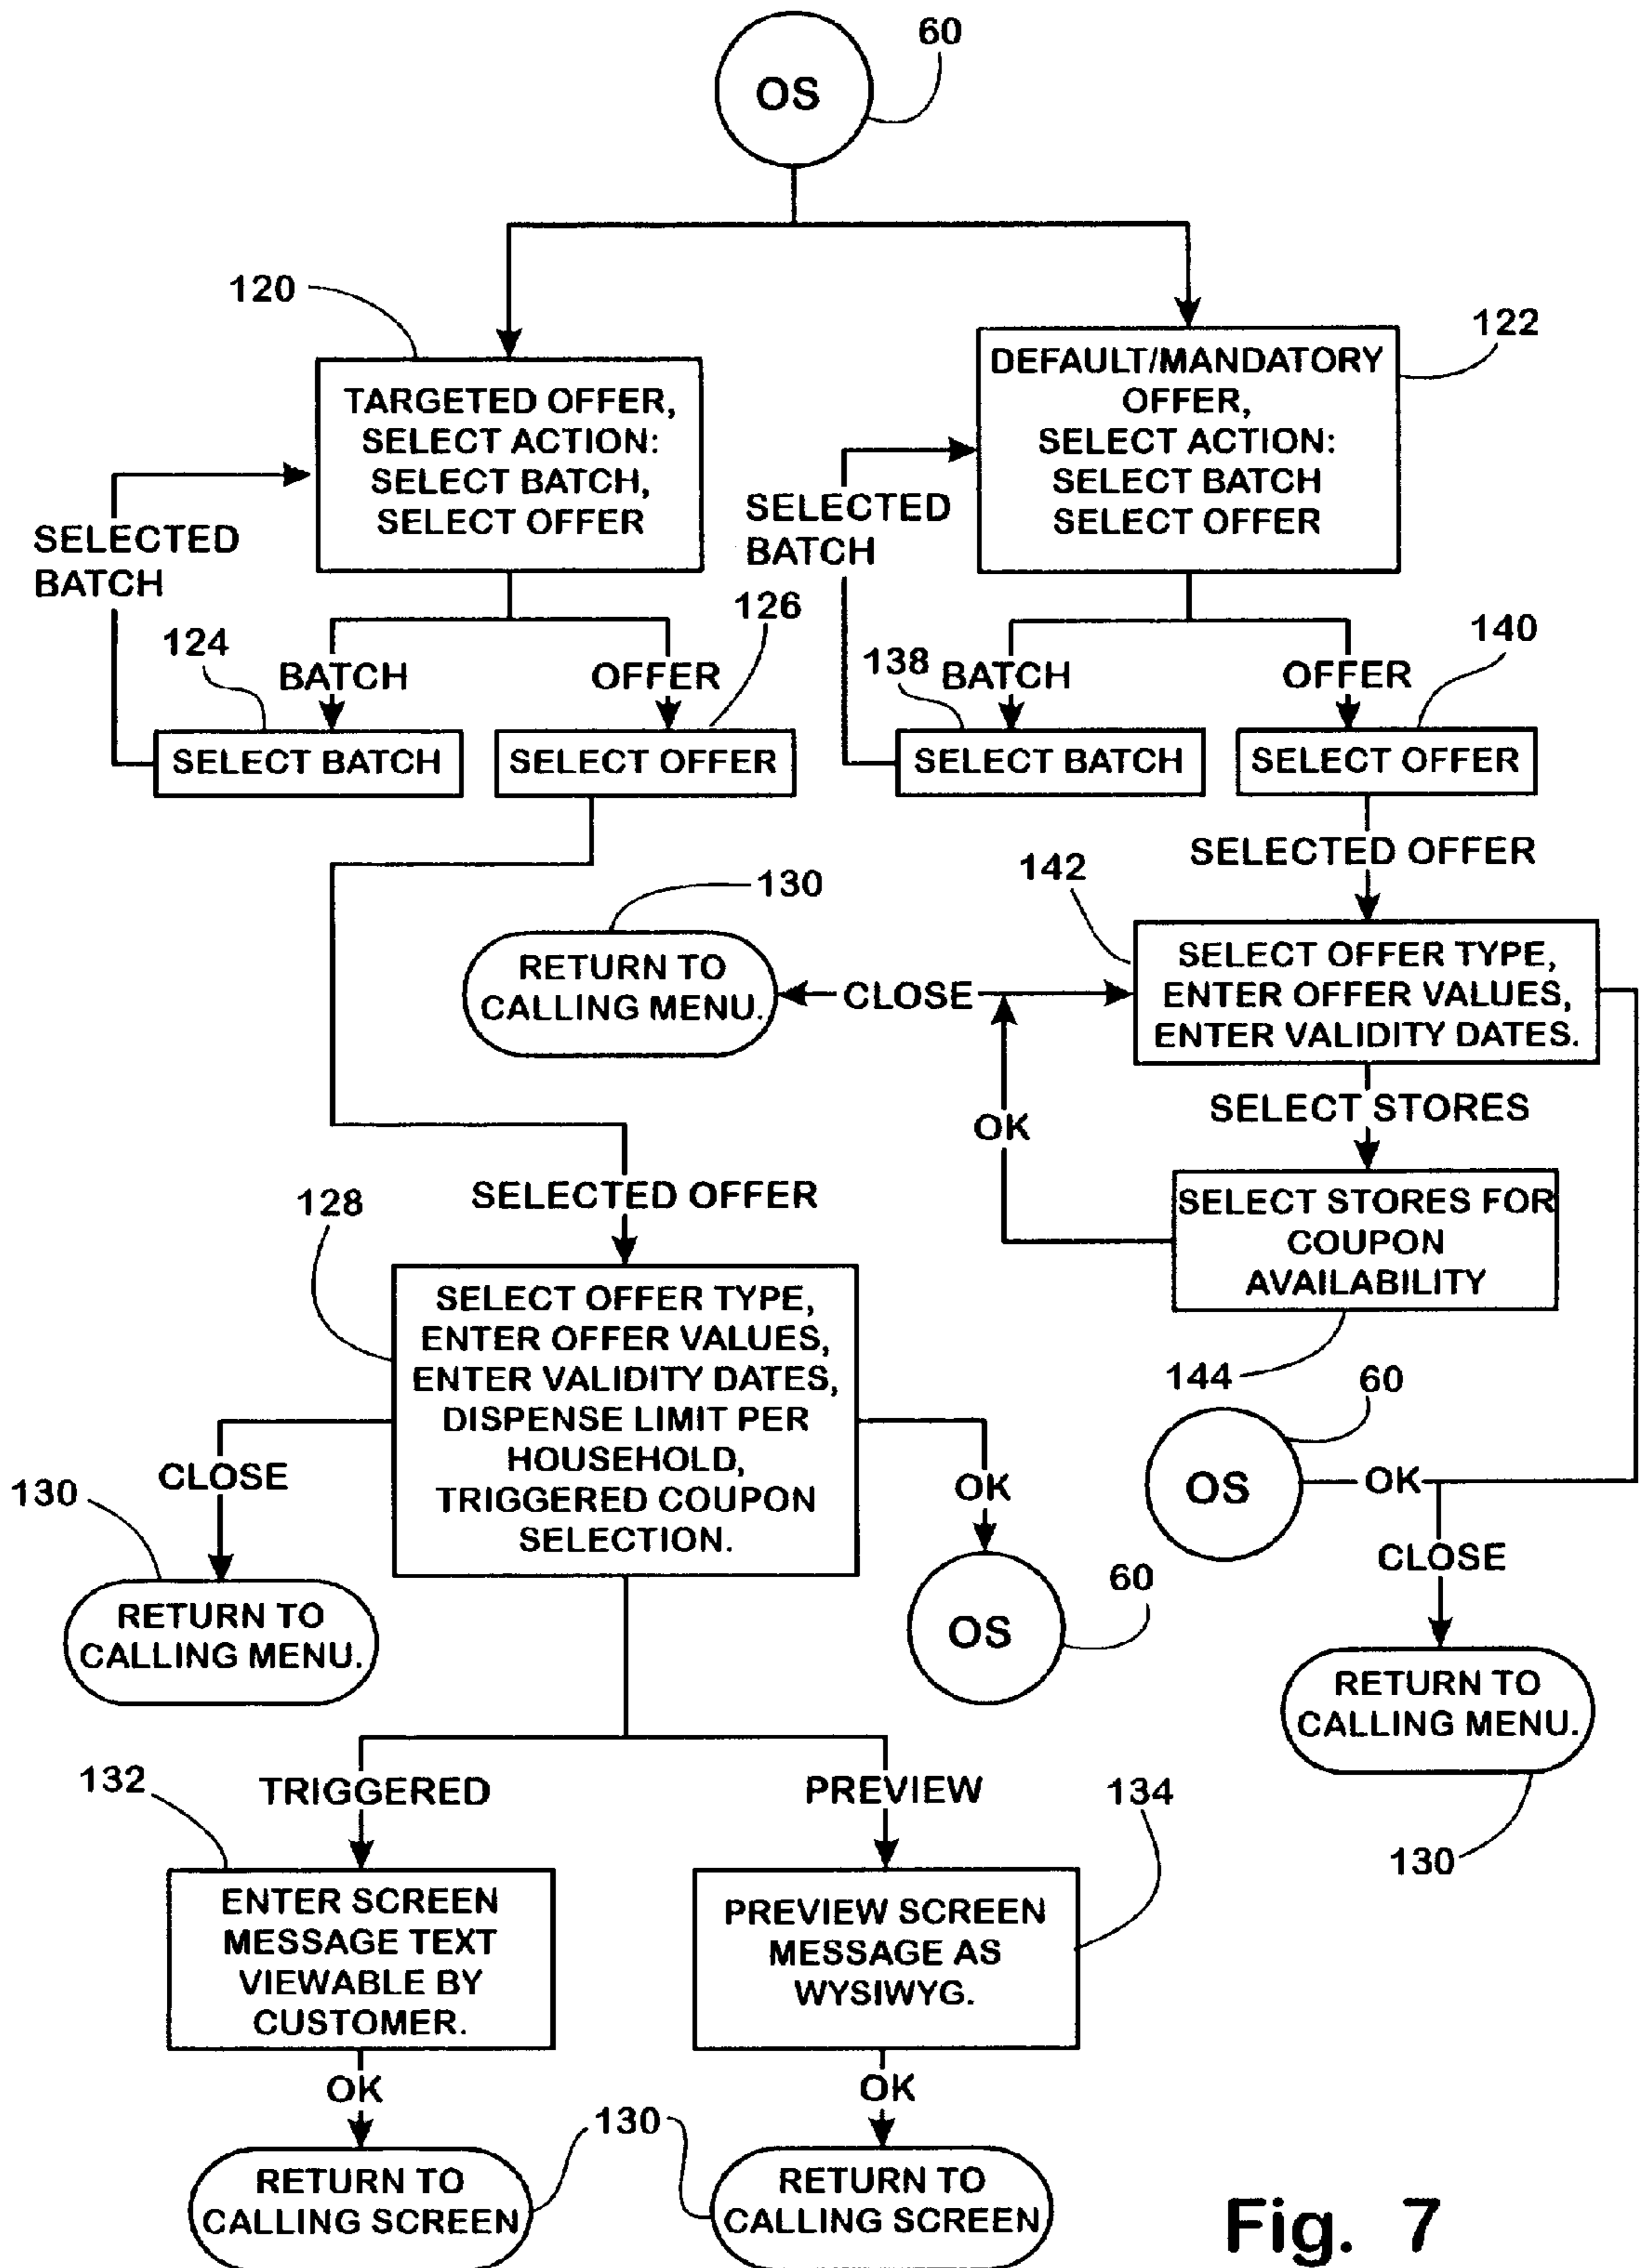 60
OS
120
122
TARGETED OFFER,
SELECT ACTION:
SELECT BATCH,
SELECT OFFER
DEFAULT/MANDATORY
OFFER,
SELECT ACTION:
SELECT BATCH
SELECT OFFER
SELECTED
BATCH
SELECTED
BATCH
124
BATCH
OFFER
126
138
BATCH
OFFER
140
SELECT BATCH
SELECT OFFER
SELECT BATCH
SELECT OFFER
SELECTED OFFER
130
142
RETURN TO
CALLING MENU.
CLOSE
SELECT OFFER TYPE,
ENTER OFFER VALUES,
ENTER VALIDITY DATES.
OK
SELECT STORES
SELECTED OFFER
128
SELECT STORES FOR
COUPON
AVAILABILITY
144
SELECT OFFER TYPE,
ENTER OFFER VALUES,
ENTER VALIDITY DATES,
DISPENSE LIMIT PER
HOUSEHOLD,
TRIGGERED COUPON
SELECTION.
60
OS
OK
CLOSE
CLOSE
130
OK
RETURN TO
CALLING MENU.
60
OS
RETURN TO
CALLING MENU.
130
132
TRIGGERED
PREVIEW
134
ENTER SCREEN
MESSAGE TEXT
VIEWABLE BY
CUSTOMER.
PREVIEW SCREEN
MESSAGE AS
WYSIWYG.
OK
OK
130
RETURN TO
CALLING SCREEN
RETURN TO
CALLING SCREEN
Fig. 7